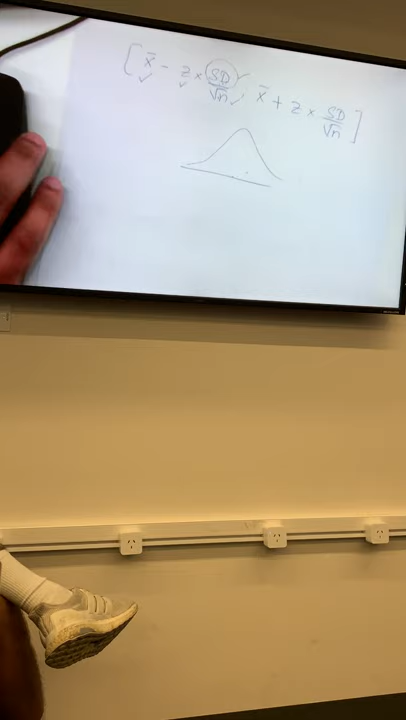 [ x̄ - z × SD/√n , x̄ + z × SD/√n ]